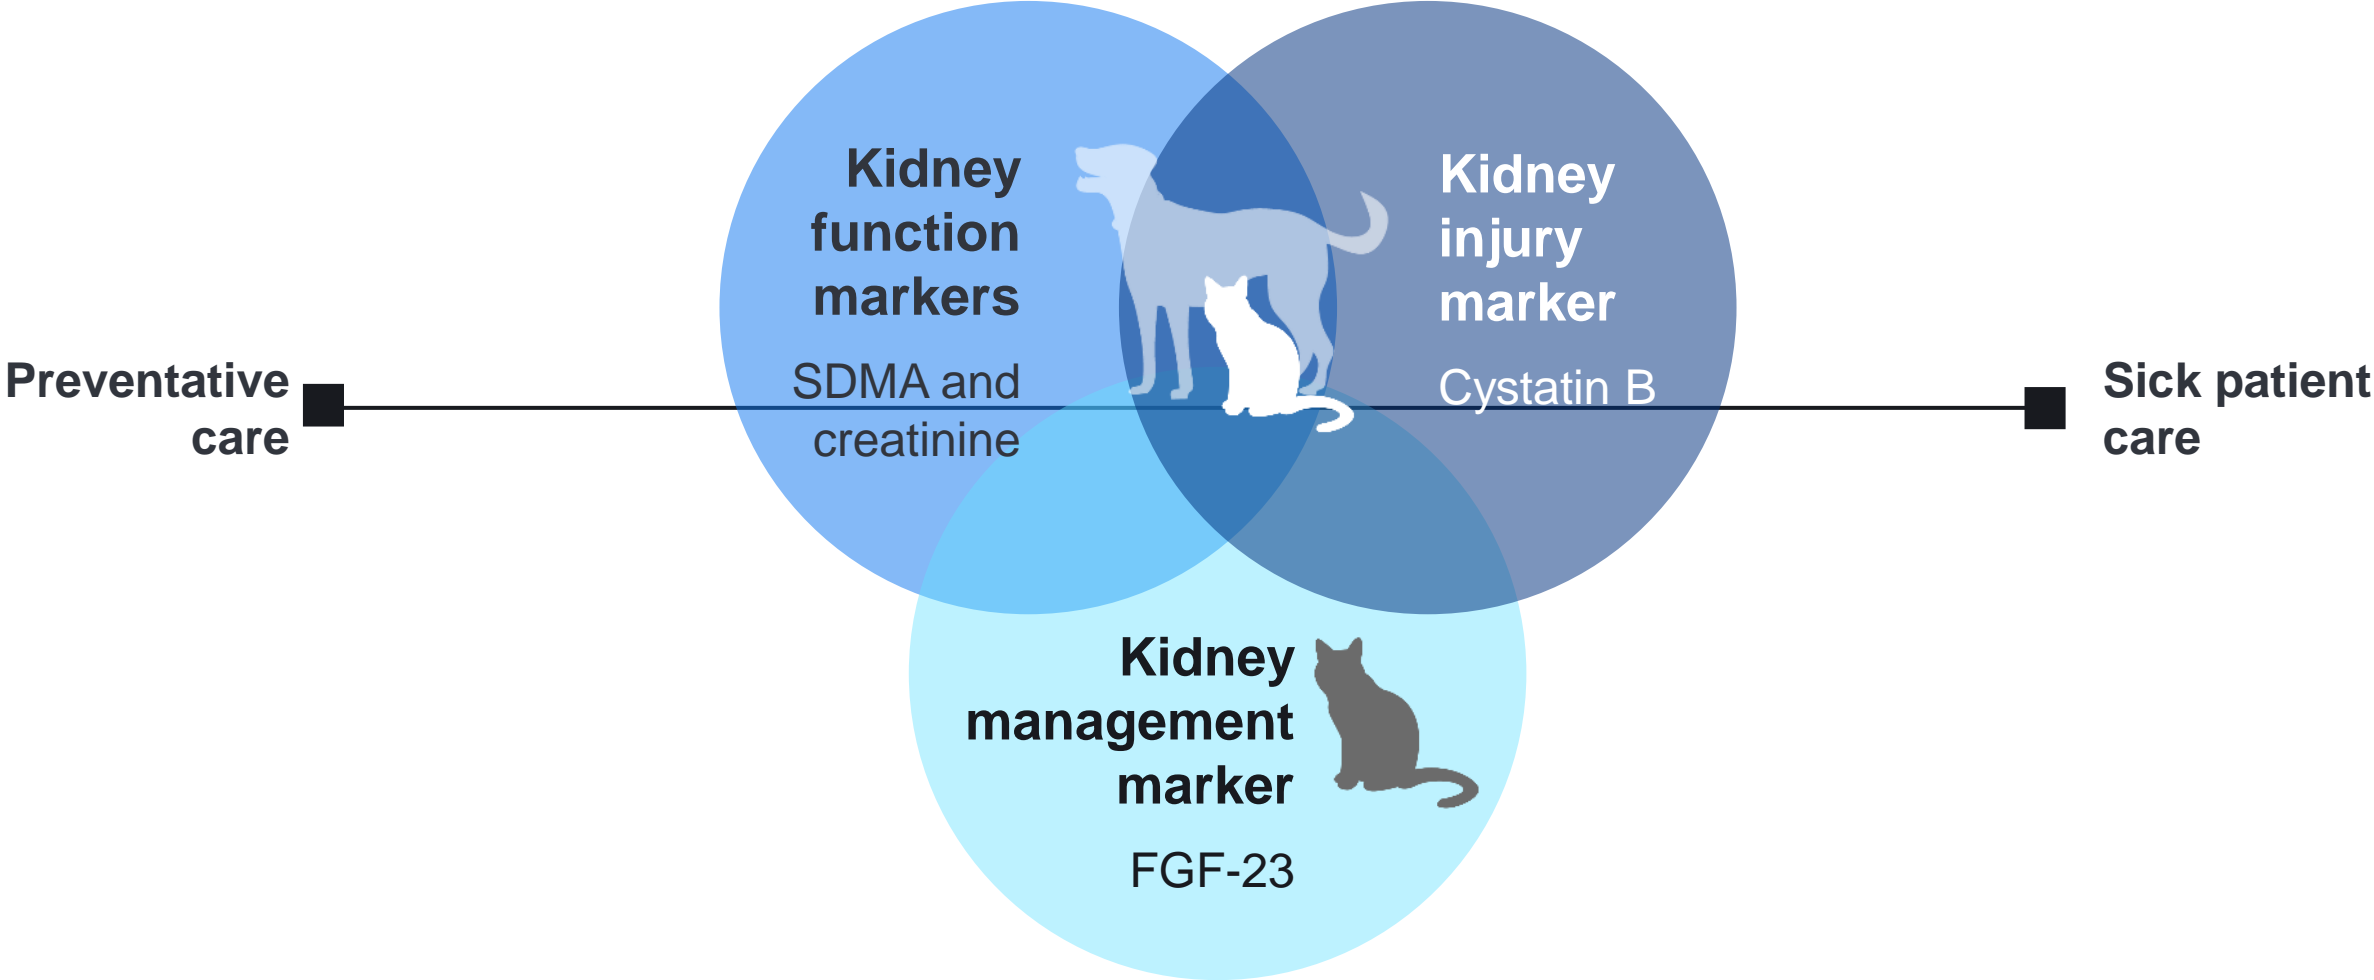 Kidney
function
markers
SDMA and
creatinine
Kidney
injury
marker
Cystatin B
Preventative
care
Sick patient
care
Kidney
management
marker
FGF-23